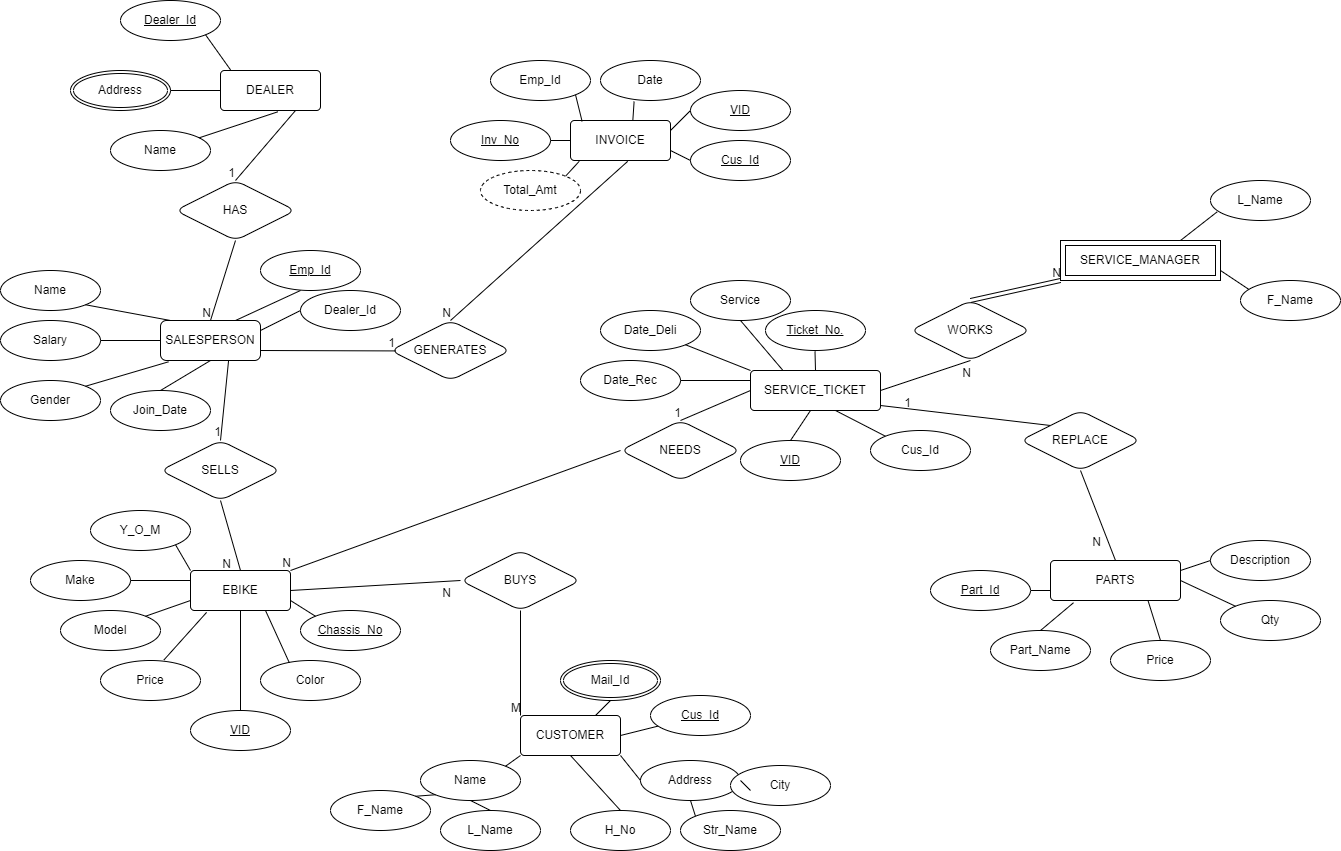 Dealer_Id
Address
DEALER
Name
1
HAS
N
Emp_Id
Date
VID
Inv_No
INVOICE
Cus_Id
Total_Amt
L_Name
SERVICE_MANAGER
N
F_Name
Name
Emp_Id
Dealer_Id
Salary
SALESPERSON
Gender
Join_Date
1
GENERATES
N
1
SELLS
N
Service
Date_Deli
Ticket_No.
Date_Rec
SERVICE_TICKET
WORKS
N
1
VID
Cus_Id
1
NEEDS
N
REPLACE
N
Y_O_M
Make
EBIKE
Model
Chassis_No
Price
Color
VID
N
BUYS
M
Part_Id
PARTS
Description
Qty
Part_Name
Price
Mail_Id
Cus_Id
CUSTOMER
Name
Address
City
F_Name
L_Name
H_No
Str_Name